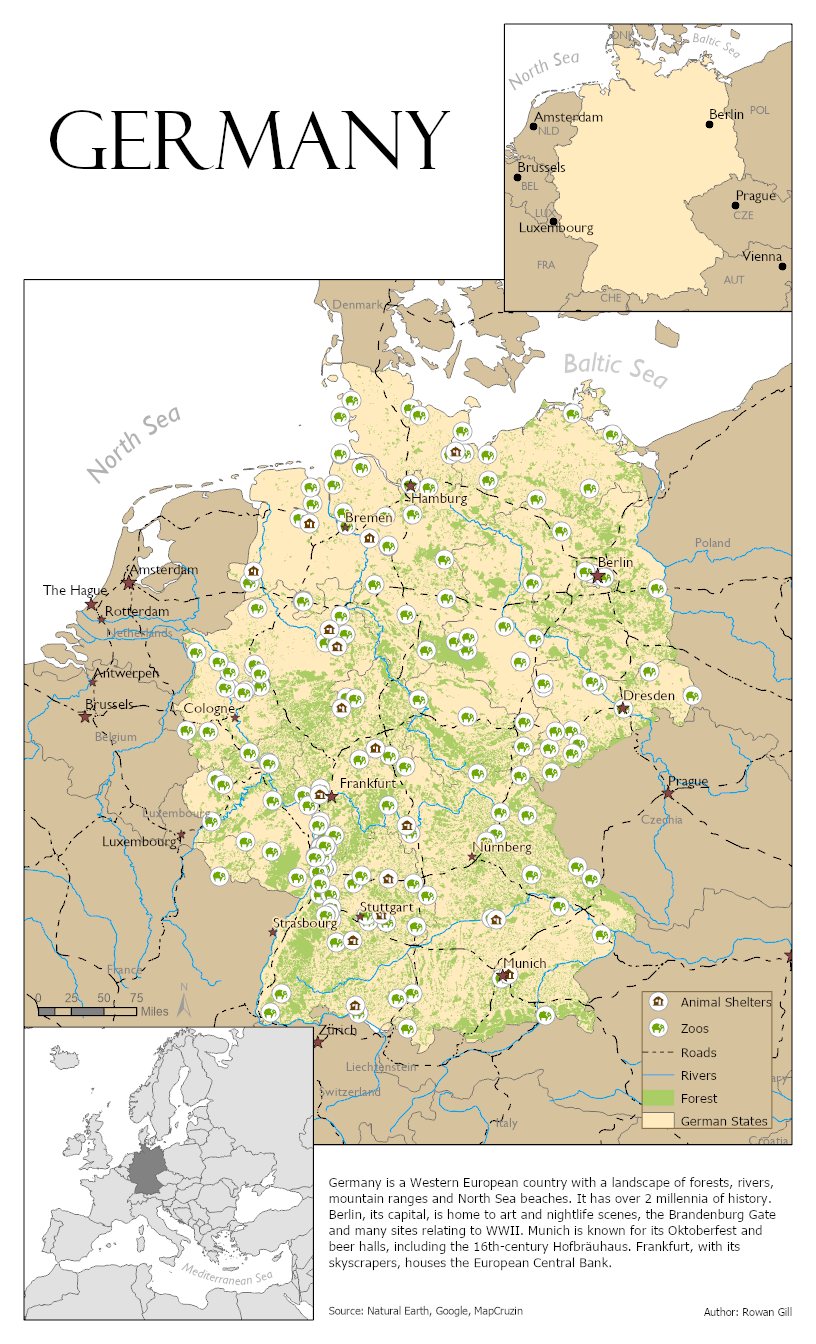 GERMANY
DNK
North Sea
Baltic Sea
Amsterdam
NLD
Berlin
POL
Brussels
BEL
Prague
CZE
LUX
Luxembourg
Vienna
FRA
AUT
CHE
Denmark
Baltic Sea
North Sea
Hamburg
Bremen
Poland
Amsterdam
Berlin
The Hague
Rotterdam
Netherlands
Antwerpen
Dresden
Brussels
Cologne
Belgium
Frankfurt
Prague
Luxembourg
Czechia
Luxembourg
Nürnberg
Stuttgart
Strasbourg
Munich
France
N
0 25 50 75
Miles
Zürich
Liechtenstein
Switzerland
Italy
Croatia
Animal Shelters
Zoos
Roads
Rivers
Forest
German States
Mediterranean Sea
Germany is a Western European country with a landscape of forests, rivers,
mountain ranges and North Sea beaches. It has over 2 millennia of history.
Berlin, its capital, is home to art and nightlife scenes, the Brandenburg Gate
and many sites relating to WWII. Munich is known for its Oktoberfest and
beer halls, including the 16th-century Hofbräuhaus. Frankfurt, with its
skyscrapers, houses the European Central Bank.
Source: Natural Earth, Google, MapCruzin
Author: Rowan Gill